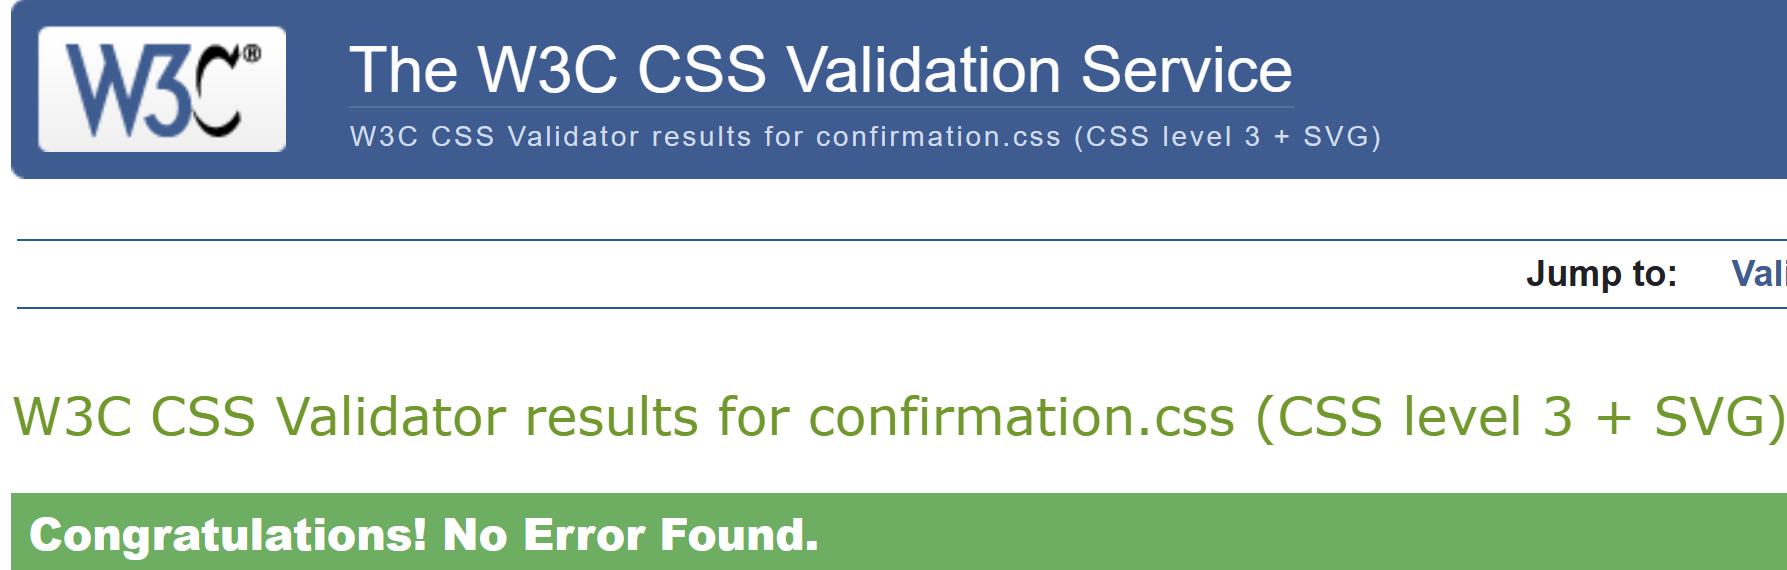 W3C®
The W3C CSS Validation Service
W3C CSS Validator results for confirmation.css (CSS level 3 + SVG)
Jump to:
W3C CSS Validator results for confirmation.css (CSS level 3 + SVG)
Congratulations! No Error Found.